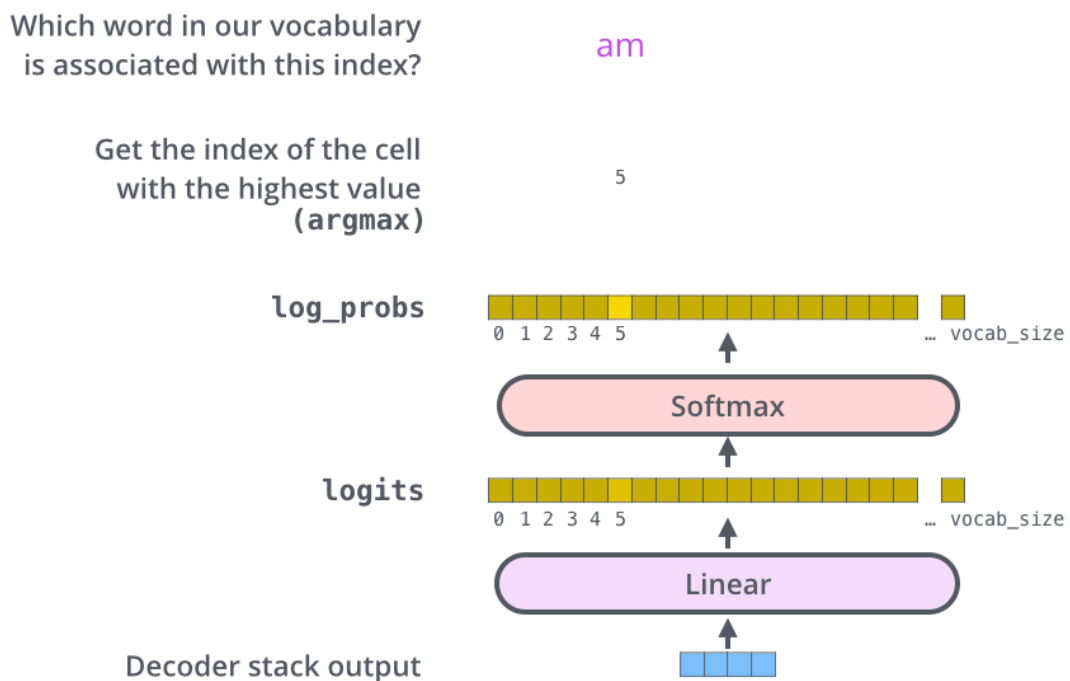 Which word in our vocabulary
is associated with this index?
am
Get the index of the cell
with the highest value
(argmax)
5
log_probs
0 1 2 3 4 5 … vocab_size
Softmax
logits
0 1 2 3 4 5 … vocab_size
Linear
Decoder stack output